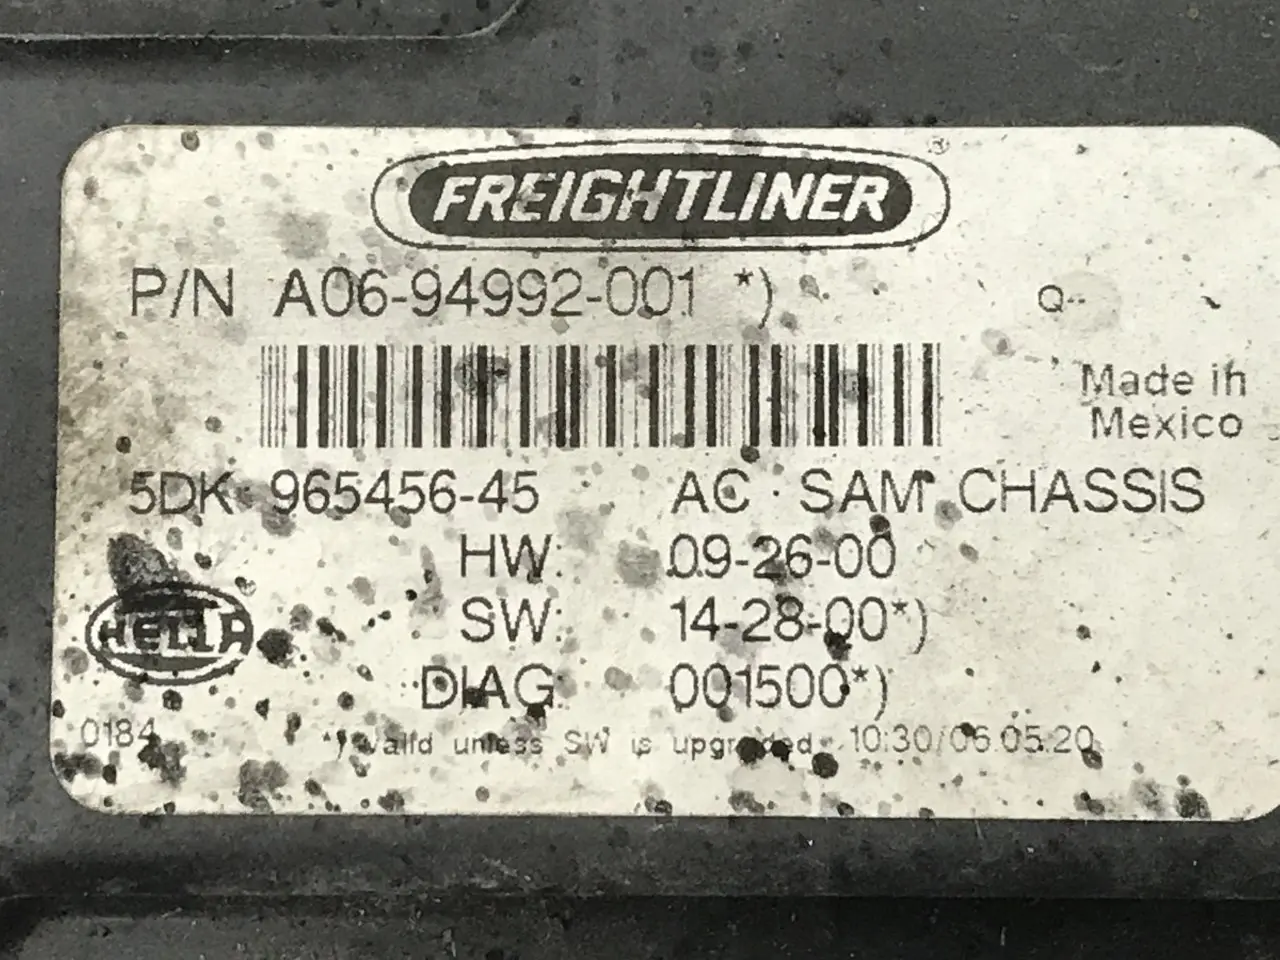 FREIGHTLINER ®
P/N A06-94992-001 *)
Q--
Made in
Mexico
5DK 965456-45 AC SAM CHASSIS
HW: 09-26-00
SW: 14-28-00*)
HELLA
DIAG: 001500*)
0184 *) Valid unless SW is upgraded 10:30/06.05.20